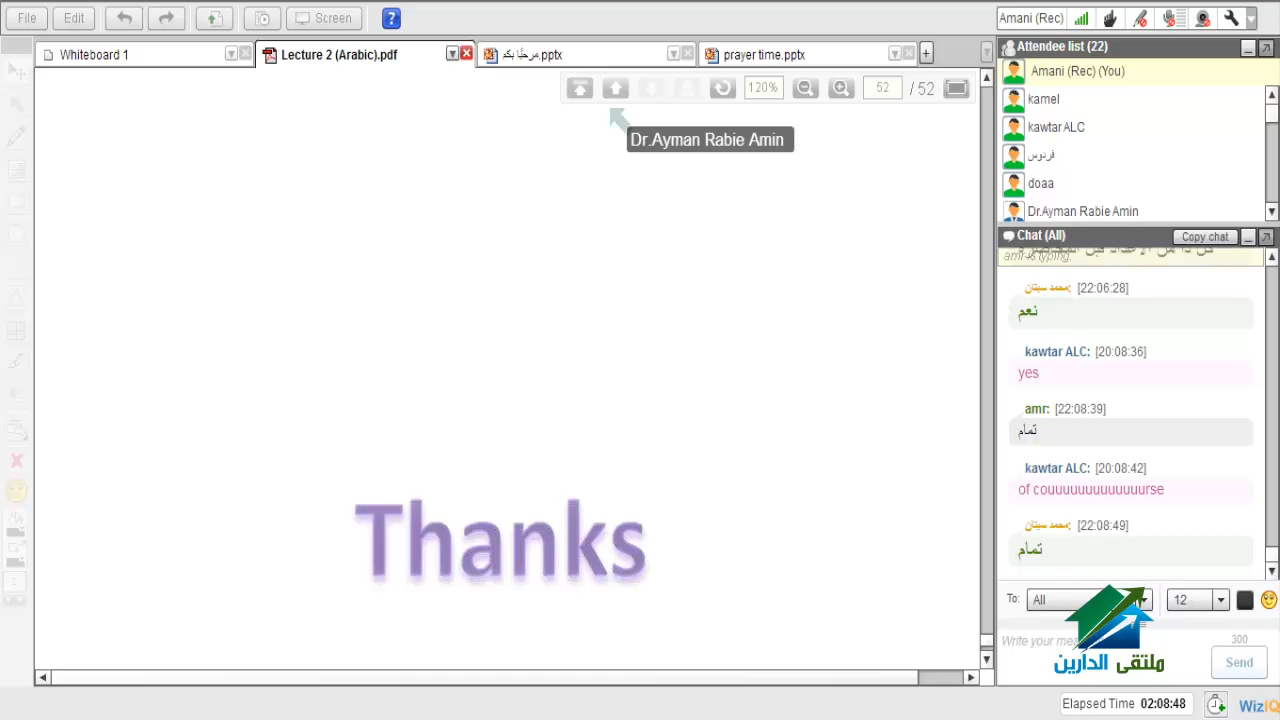 File Edit Screen ? Amani (Rec)
Whiteboard 1 Lecture 2 (Arabic).pdf مرحبًا بكم.pptx prayer time.pptx +
120% 52 / 52
Dr.Ayman Rabie Amin
Thanks
Attendee list (22)
Amani (Rec) (You)
kamel
kawtar ALC
فردوس
doaa
Dr.Ayman Rabie Amin
Chat (All) Copy chat
amr is typing.
محمد سيتان: [22:06:28]
نعم
kawtar ALC: [20:08:36]
yes
amr: [22:08:39]
تمام
kawtar ALC: [20:08:42]
of couuuuuuuuuuuuurse
محمد سيتان: [22:08:49]
تمام
To: All 12
Write your mes
300
Send
ملتقى الدارين
Elapsed Time 02:08:48
WizIQ